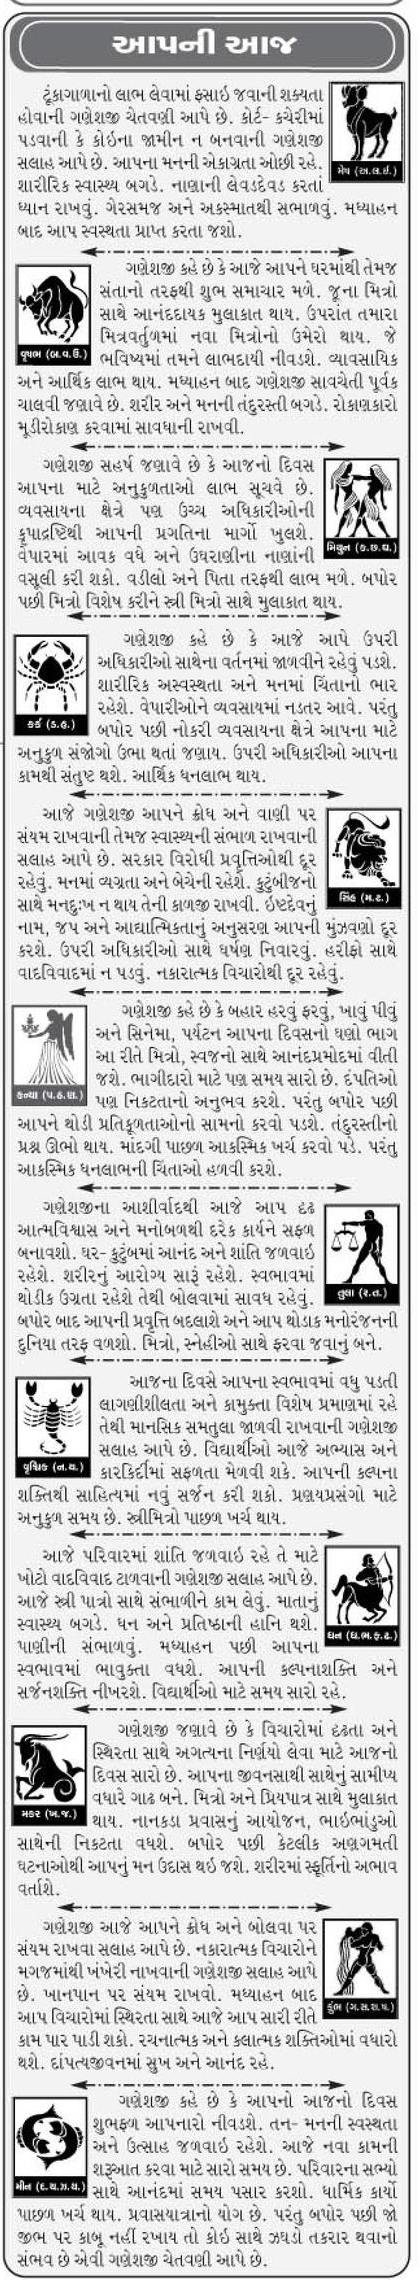 આપની આજ
ટૂંકાગાળાનો લાભ લેવામાં ફસાઇ જવાની શક્યતા
હોવાની ગણેશજી ચેતવણી આપે છે. કોર્ટ- કચેરીમાં
પડવાની કે કોઇના જામીન ન બનવાની ગણેશજી
સલાહ આપે છે. આપના મનની એકાગ્રતા ઓછી રહે.
શારીરિક સ્વાસ્થ્ય બગડે. નાણાની લેવડદેવડ કરતાં
ધ્યાન રાખવું. ગેરસમજ અને અકસ્માતથી સભાળવું. મધ્યાહન
બાદ આપ સ્વસ્થતા પ્રાપ્ત કરતા જશો.
મેષ (અ.લ.ઈ.)
ગણેશજી કહે છે કે આજે આપને ઘરમાંથી તેમજ
સંતાનો તરફથી શુભ સમાચાર મળે. જૂના મિત્રો
સાથે આનંદદાયક મુલાકાત થાય. ઉપરાંત તમારા
મિત્રવર્તુળમાં નવા મિત્રોનો ઉમેરો થાય. જે
ભવિષ્યમાં તમને લાભદાયી નીવડશે. વ્યાવસાયિક
અને આર્થિક લાભ થાય. મધ્યાહન બાદ ગણેશજી સાવચેતી પૂર્વક
ચાલવી જણાવે છે. શરીર અને મનની તંદુરસ્તી બગડે. રોકાણકારો
મૂડીરોકાણ કરવામાં સાવધાની રાખવી.
વૃષભ (બ.વ.ઉ.)
ગણેશજી સહર્ષ જણાવે છે કે આજનો દિવસ
આપના માટે અનુકુળતાઓ લાભ સૂચવે છે.
વ્યવસાયના ક્ષેત્રે પણ ઉચ્ચ અધિકારીઓની
કૃપાદ્રષ્ટિથી આપની પ્રગતિના માર્ગો ખુલશે.
વેપારમાં આવક વધે અને ઉઘરાણીના નાણાંની
વસૂલી કરી શકો. વડીલો અને પિતા તરફથી લાભ મળે. બપોર
પછી મિત્રો વિશેષ કરીને સ્ત્રી મિત્રો સાથે મુલાકાત થાય.
મિથુન (ક.છ.ઘ.)
ગણેશજી કહે છે કે આજે આપે ઉપરી
અધિકારીઓ સાથેના વર્તનમાં જાળવીને રહેવું પડશે.
શારીરિક અસ્વસ્થતા અને મનમાં ચિંતાનો ભાર
રહેશે. વેપારીઓને વ્યવસાયમાં નડતર આવે. પરંતુ
બપોર પછી નોકરી વ્યવસાયના ક્ષેત્રે આપના માટે
અનુકુળ સંજોગો ઉભા થતાં જણાય. ઉપરી અધિકારીઓ આપના
કામથી સંતુષ્ટ થશે. આર્થિક ધનલાભ થાય.
કર્ક (ડ.હ.)
આજે ગણેશજી આપને ક્રોધ અને વાણી પર
સંયમ રાખવાની તેમજ સ્વાસ્થ્યની સંભાળ રાખવાની
સલાહ આપે છે. સરકાર વિરોધી પ્રવૃત્તિઓથી દૂર
રહેવું. મનમાં વ્યગ્રતા અને બેચેની રહેશે. કુટુંબીજનો
સાથે મનદુ:ખ ન થાય તેની કાળજી રાખવી. ઇષ્ટદેવનું
નામ, જપ અને આધ્યાત્મિકતાનું અનુસરણ આપની મુંઝવણો દૂર
કરશે. ઉપરી અધિકારીઓ સાથે ઘર્ષણ નિવારવું. હરીફો સાથે
વાદવિવાદમાં ન પડવું. નકારાત્મક વિચારોથી દૂર રહેવું.
સિંહ (મ.ટ.)
ગણેશજી કહે છે કે બહાર હરવું ફરવું, ખાવું પીવું
અને સિનેમા, પર્યટન આપના દિવસનો ઘણો ભાગ
આ રીતે મિત્રો, સ્વજનો સાથે આનંદપ્રમોદમાં વીતી
જશે. ભાગીદારો માટે પણ સમય સારો છે. દંપતિઓ
પણ નિકટતાનો અનુભવ કરશે. પરંતુ બપોર પછી
આપને થોડી પ્રતિકૂળતાઓનો સામનો કરવો પડશે. તંદુરસ્તીનો
પ્રશ્ન ઊભો થાય. માંદગી પાછળ આકસ્મિક ખર્ચ કરવો પડે. પરંતુ
આકસ્મિક ધનલાભની ચિંતાઓ હળવી કરશે.
કન્યા (પ.ઠ.ણ.)
ગણેશજીના આશીર્વાદથી આજે આપ દ્દઢ
આત્મવિશ્વાસ અને મનોબળથી દરેક કાર્યને સફળ
બનાવશો. ઘર- કુટુંબમાં આનંદ અને શાંતિ જળવાઇ
રહેશે. શરીરનું આરોગ્ય સારૂં રહેશે. સ્વભાવમાં
થોડીક ઉગ્રતા રહેશે તેથી બોલવામાં સાવધ રહેવું.
બપોર બાદ આપની પ્રવૃત્તિ બદલાશે અને આપ થોડાક મનોરંજનની
દુનિયા તરફ વળશો. મિત્રો, સ્નેહીઓ સાથે ફરવા જવાનું બને.
તુલા (ર.ત.)
આજના દિવસે આપના સ્વભાવમાં વધુ પડતી
લાગણીશીલતા અને કામુક્તા વિશેષ પ્રમાણમાં રહે
તેથી માનસિક સમતુલા જાળવી રાખવાની ગણેશજી
સલાહ આપે છે. વિદ્યાર્થીઓ આજે અભ્યાસ અને
કારકિર્દીમાં સફળતા મેળવી શકે. આપની કલ્પના
શક્તિથી સાહિત્યમાં નવું સર્જન કરી શકો. પ્રણયપ્રસંગો માટે
અનુકુળ સમય છે. સ્ત્રીમિત્રો પાછળ ખર્ચ થાય.
વૃશ્ચિક (ન.ય.)
આજે પરિવારમાં શાંતિ જળવાઇ રહે તે માટે
ખોટો વાદવિવાદ ટાળવાની ગણેશજી સલાહ આપે છે.
આજે સ્ત્રી પાત્રો સાથે સંભાળીને કામ લેવું. માતાનું
સ્વાસ્થ્ય બગડે. ધન અને પ્રતિષ્ઠાની હાનિ થશે.
પાણીની સંભાળવું. મધ્યાહન પછી આપના
સ્વભાવમાં ભાવુક્તા વધશે. આપની કલ્પનાશક્તિ અને
સર્જનશક્તિ નીખરશે. વિદ્યાર્થીઓ માટે સમય સારો રહે.
ધન (ધ.ભ.ફ.ઢ.)
ગણેશજી જણાવે છે કે વિચારોમાં દ્દઢતા અને
સ્થિરતા સાથે અગત્યના નિર્ણયો લેવા માટે આજનો
દિવસ સારો છે. આપના જીવનસાથી સાથેનું સામીપ્ય
વધારે ગાઢ બને. મિત્રો અને પ્રિયપાત્ર સાથે મુલાકાત
થાય. નાનકડા પ્રવાસનું આયોજન, ભાઇભાંડુઓ
સાથેની નિકટતા વધશે. બપોર પછી કેટલીક અણગમતી
ઘટનાઓથી આપનું મન ઉદાસ થઇ જશે. શરીરમાં સ્ફૂર્તિનો અભાવ
વર્તાશે.
મકર (ખ.જ.)
ગણેશજી આજે આપને ક્રોધ અને બોલવા પર
સંયમ રાખવા સલાહ આપે છે. નકારાત્મક વિચારોને
મગજમાંથી ખંખેરી નાખવાની ગણેશજી સલાહ આપે
છે. ખાનપાન પર સંયમ રાખવો. મધ્યાહન બાદ
આપ વિચારોમાં સ્થિરતા સાથે આજે આપ સારી રીતે
કામ પાર પાડી શકો. રચનાત્મક અને ક્લાત્મક શક્તિઓમાં વધારો
થશે. દાંપત્યજીવનમાં સુખ અને આનંદ રહે.
કુંભ (ગ.સ.શ.ષ.)
ગણેશજી કહે છે કે આપનો આજનો દિવસ
શુભફળ આપનારો નીવડશે. તન- મનની સ્વસ્થતા
અને ઉત્સાહ જળવાઇ રહેશે. આજે નવા કામની
શરૂઆત કરવા માટે સારો સમય છે. પરિવારના સભ્યો
સાથે આનંદમાં સમય પસાર કરશો. ધાર્મિક કાર્યો
પાછળ ખર્ચ થાય. પ્રવાસયાત્રાનો યોગ છે. પરંતુ બપોર પછી જો
જીભ પર કાબૂ નહીં રખાય તો કોઇ સાથે ઝઘડો તકરાર થવાનો
સંભવ છે એવી ગણેશજી ચેતવણી આપે છે.
મીન (દ.થ.ઝ.ચ.)